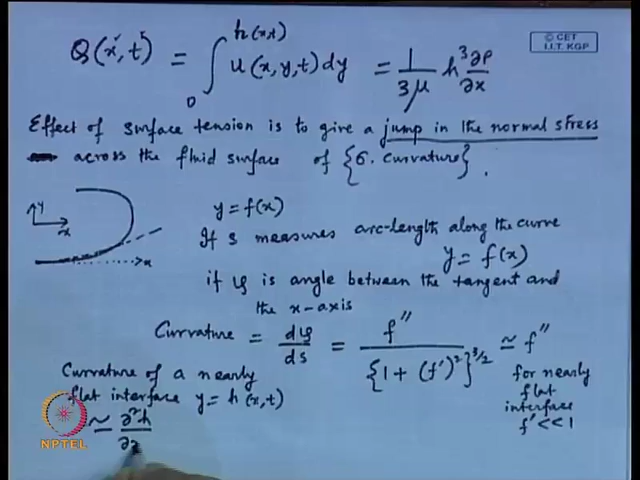 Q(x,t) = ∫₀^{h(x,t)} u(x,y,t) dy = 1/3μ h³ ∂p/∂x
© CET
I.I.T. KGP
Effect of surface tension is to give a jump in the normal stress
across the fluid surface of {σ. curvature}.
y
x
x
y = f(x)
If s measures arc-length along the curve
y = f(x)
if φ is angle between the tangent and
the x-axis
Curvature = dφ/ds = f''/{1 + (f')²}^{3/2} ≃ f''
for nearly
flat
interface
f' << 1
Curvature of a nearly
flat interface y = h(x,t)
≃ ∂²h/∂x
NPTEL